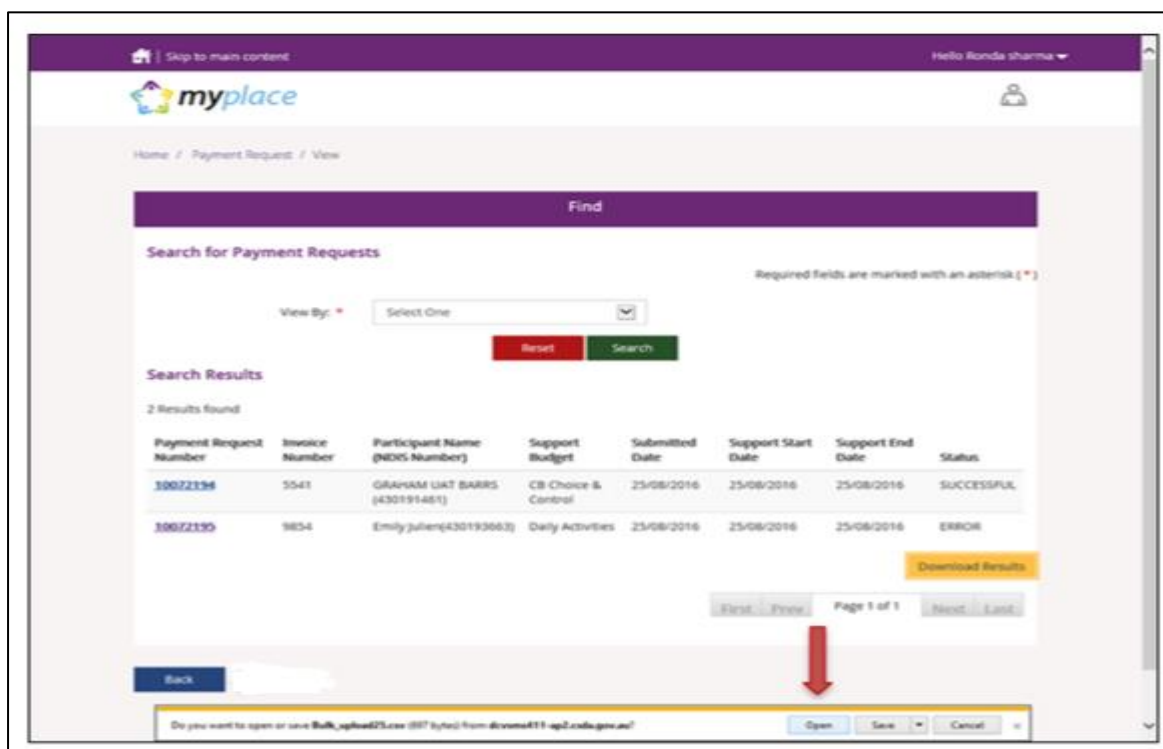 Skip to main content
Hello Ronda sharma
myplace
Home / Payment Request / View
Find
Search for Payment Requests
Required fields are marked with an asterisk ( * )
View By: * Select One
Reset Search
Search Results
2 Results found
Payment Request Number Invoice Number Participant Name (NDIS Number) Support Budget Submitted Date Support Start Date Support End Date Status
10072194 5541 GRAHAM UAT BARRS (430191461) CB Choice & Control 25/08/2016 25/08/2016 25/08/2016 SUCCESSFUL
10072195 9854 Emily Julien(430193663) Daily Activities 25/08/2016 25/08/2016 25/08/2016 ERROR
Download Results
First Prev Page 1 of 1 Next Last
Back
Do you want to open or save Bulk_upload25.csv (897 bytes) from Open Save Cancel